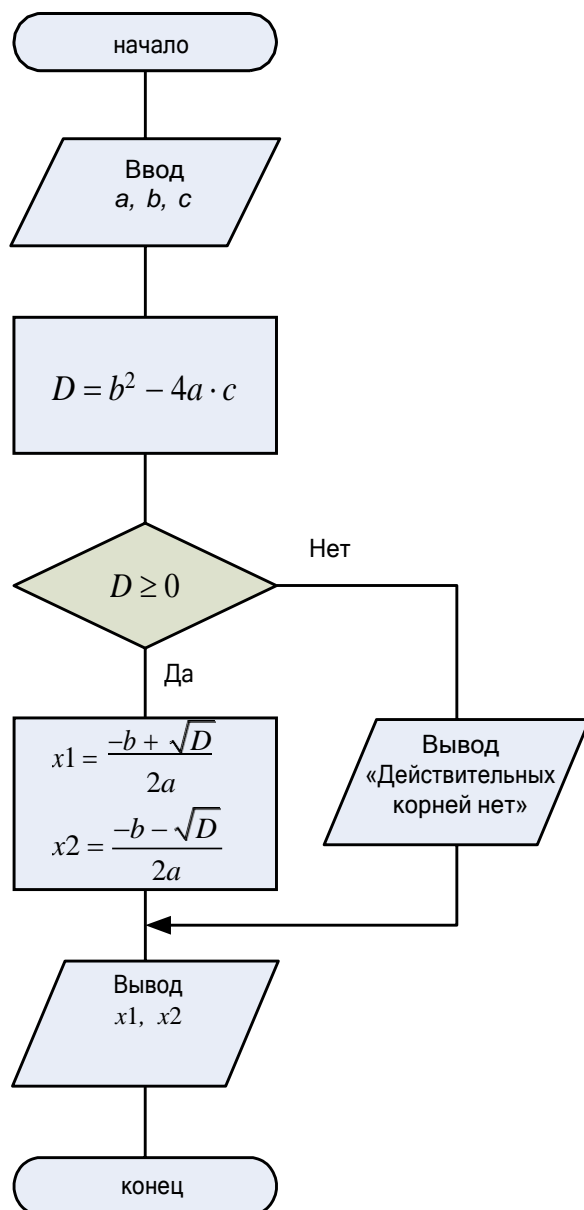 начало
Ввод
a, b, c
D = b² − 4a · c
D ≥ 0
Нет
Да
x1 = (−b + √D) / 2a
x2 = (−b − √D) / 2a
Вывод
«Действительных
корней нет»
Вывод
x1, x2
конец